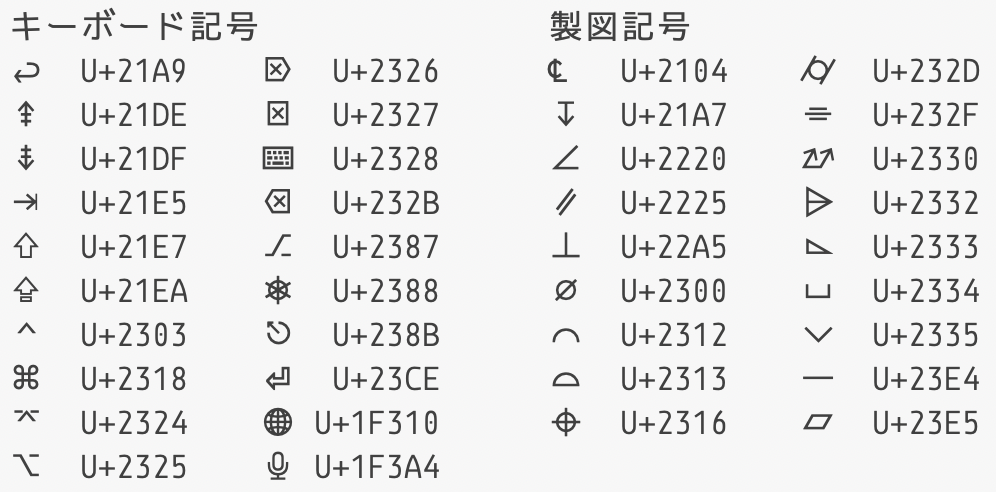 キーボード記号 製図記号
↩ U+21A9 ⌦ U+2326 ℄ U+2104 ⌭ U+232D
⇞ U+21DE ⌧ U+2327 ↧ U+21A7 ⌯ U+232F
⇟ U+21DF ⌨ U+2328 ∠ U+2220 ⌰ U+2330
⇥ U+21E5 ⌫ U+232B ∥ U+2225 ⌲ U+2332
⇧ U+21E7 ⎇ U+2387 ⊥ U+22A5 ⌳ U+2333
⇪ U+21EA ⎈ U+2388 ⌀ U+2300 ⌴ U+2334
⌃ U+2303 ⎋ U+238B ⌒ U+2312 ⌵ U+2335
⌘ U+2318 ⏎ U+23CE ⌓ U+2313 ⏤ U+23E4
⌤ U+2324 🌐 U+1F310 ⌖ U+2316 ⏥ U+23E5
⌥ U+2325 🎤 U+1F3A4